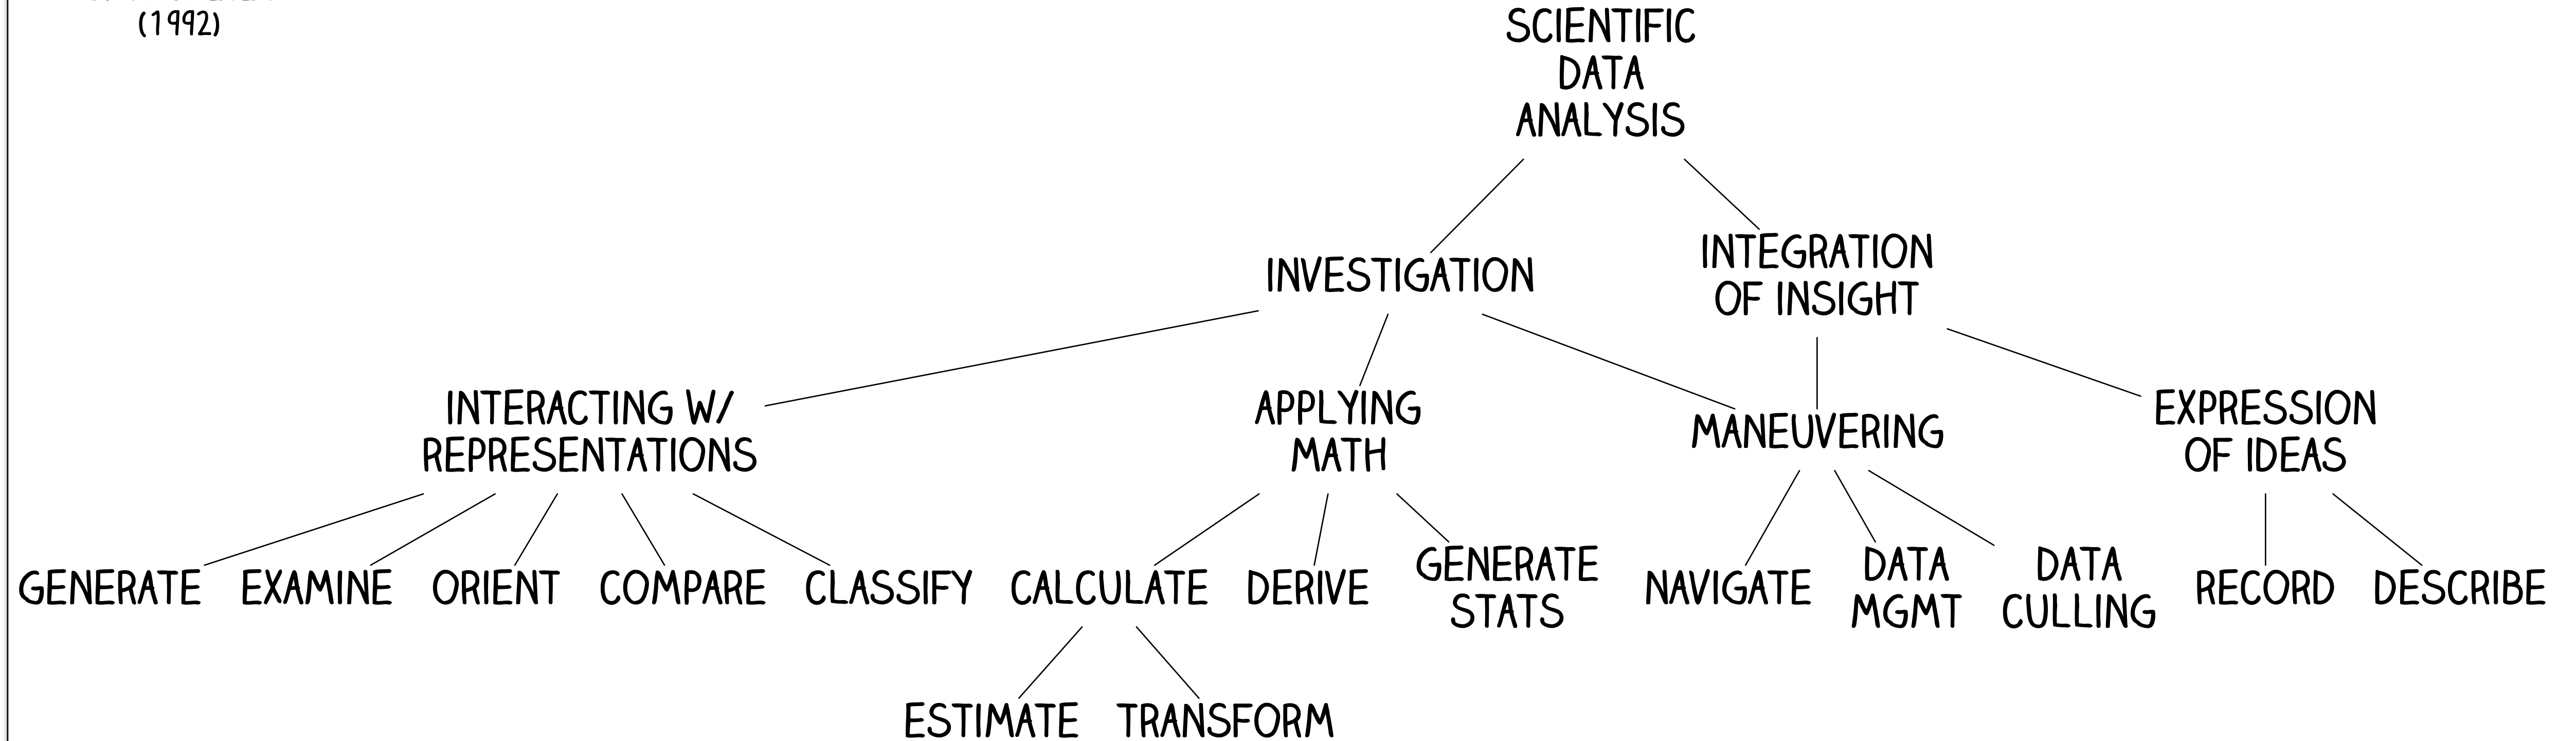 (1992)
SCIENTIFIC
DATA
ANALYSIS
INVESTIGATION
INTEGRATION
OF INSIGHT
INTERACTING W/
REPRESENTATIONS
APPLYING
MATH
MANEUVERING
EXPRESSION
OF IDEAS
GENERATE
EXAMINE
ORIENT
COMPARE
CLASSIFY
CALCULATE
DERIVE
GENERATE
STATS
NAVIGATE
DATA
MGMT
DATA
CULLING
RECORD
DESCRIBE
ESTIMATE
TRANSFORM